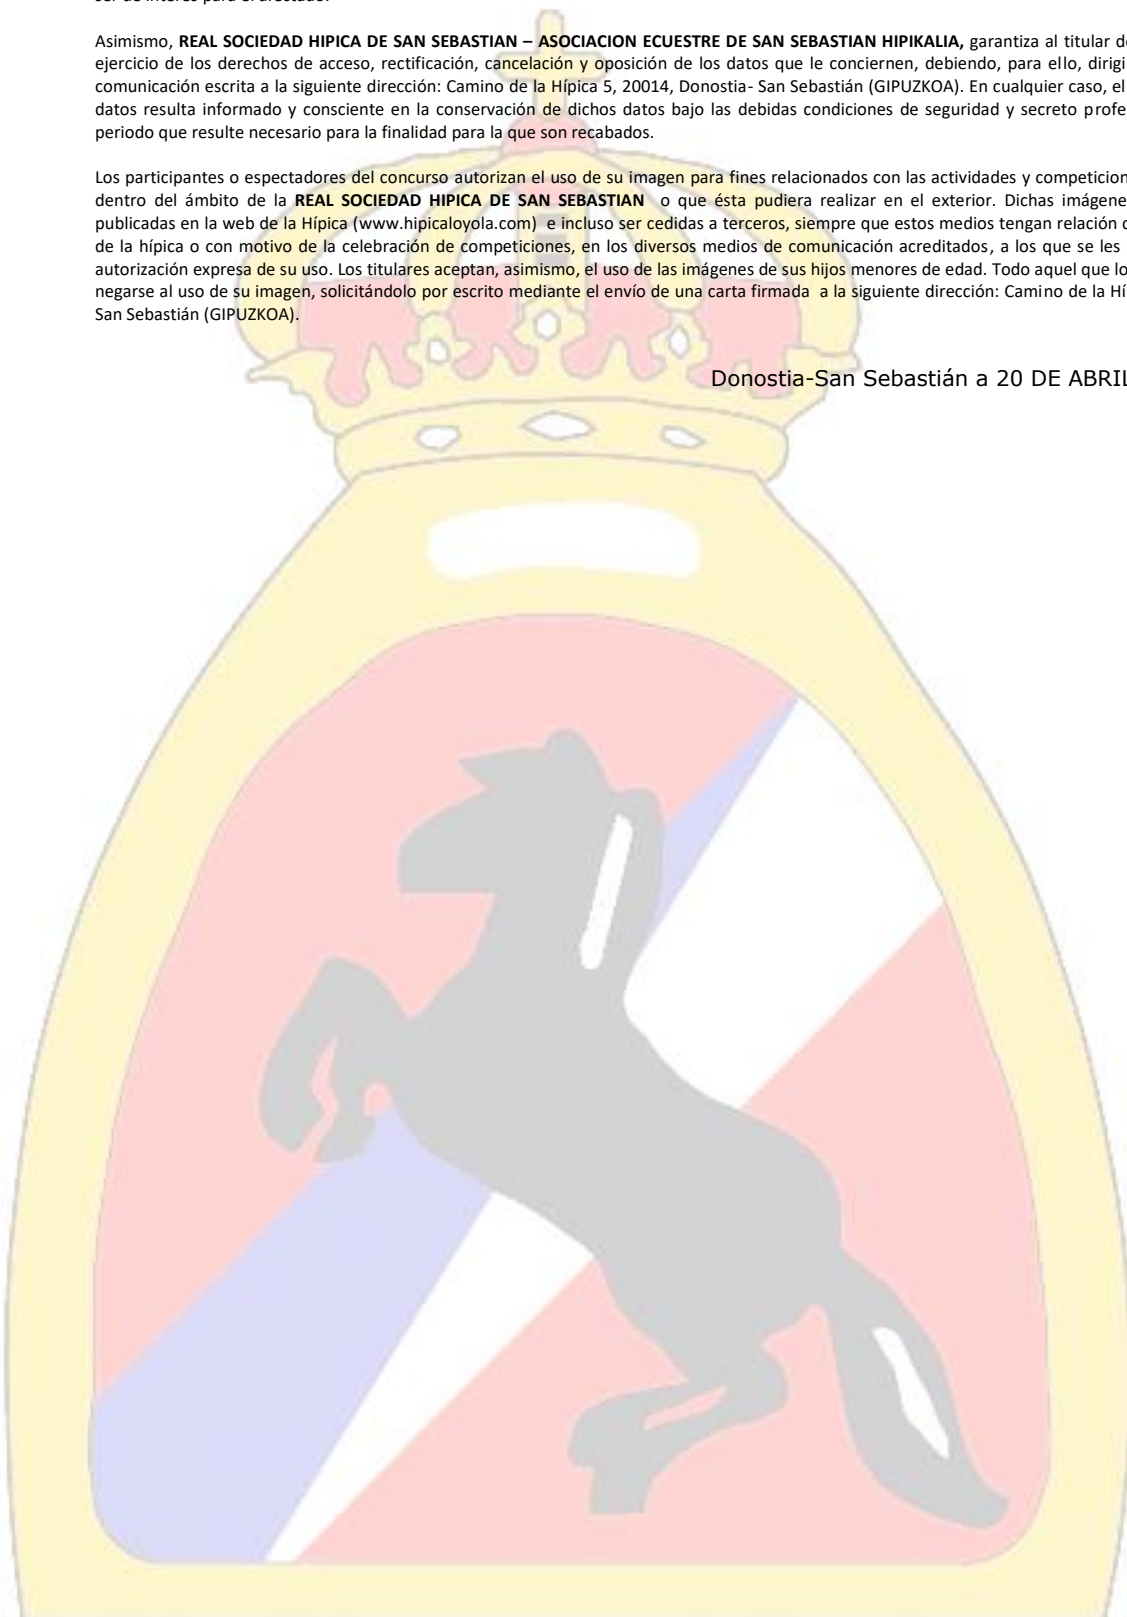 ser de interés para el afectado.
Asimismo, REAL SOCIEDAD HIPICA DE SAN SEBASTIAN – ASOCIACION ECUESTRE DE SAN SEBASTIAN HIPIKALIA, garantiza al titular de
ejercicio de los derechos de acceso, rectificación, cancelación y oposición de los datos que le conciernen, debiendo, para ello, dirigi
comunicación escrita a la siguiente dirección: Camino de la Hípica 5, 20014, Donostia- San Sebastián (GIPUZKOA). En cualquier caso, el
datos resulta informado y consciente en la conservación de dichos datos bajo las debidas condiciones de seguridad y secreto profe
periodo que resulte necesario para la finalidad para la que son recabados.
Los participantes o espectadores del concurso autorizan el uso de su imagen para fines relacionados con las actividades y competicion
dentro del ámbito de la REAL SOCIEDAD HIPICA DE SAN SEBASTIAN o que ésta pudiera realizar en el exterior. Dichas imágene
publicadas en la web de la Hípica (www.hipicaloyola.com) e incluso ser cedidas a terceros, siempre que estos medios tengan relación c
de la hípica o con motivo de la celebración de competiciones, en los diversos medios de comunicación acreditados, a los que se les
autorización expresa de su uso. Los titulares aceptan, asimismo, el uso de las imágenes de sus hijos menores de edad. Todo aquel que lo
negarse al uso de su imagen, solicitándolo por escrito mediante el envío de una carta firmada a la siguiente dirección: Camino de la Hí
San Sebastián (GIPUZKOA).
Donostia-San Sebastián a 20 DE ABRIL